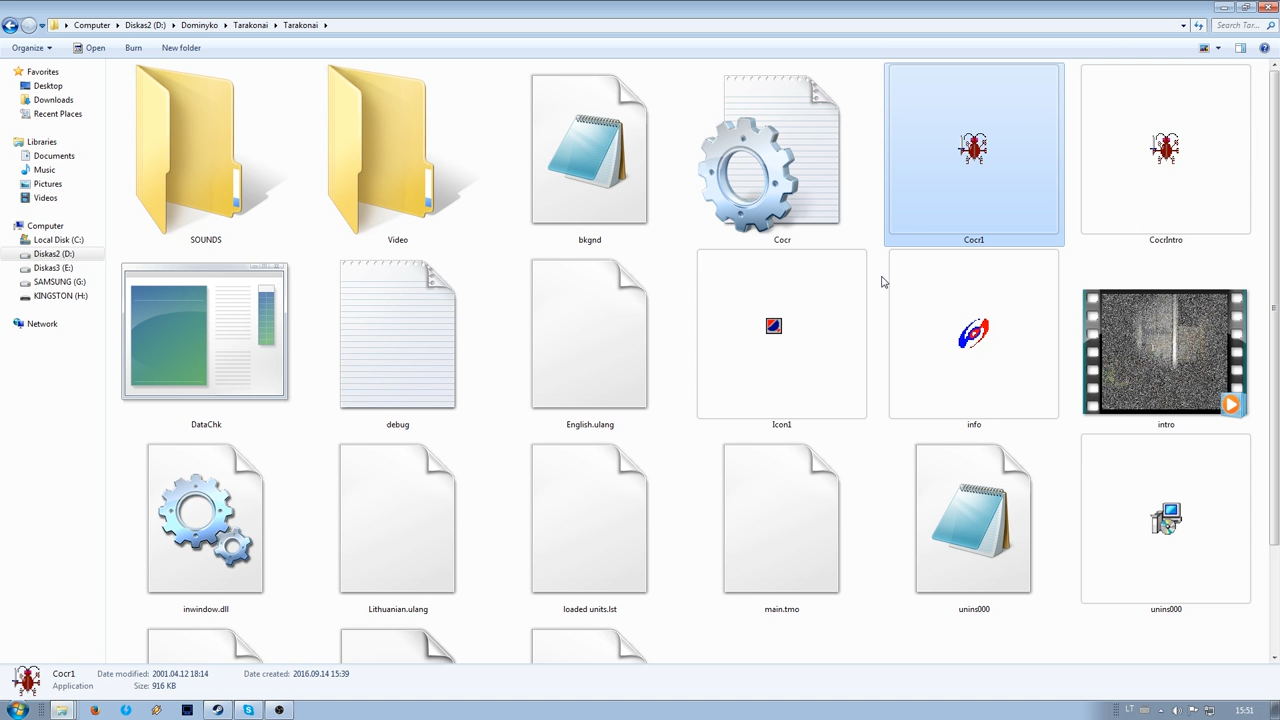 Computer Diskas2 (D:) Dominyko Tarakonai Tarakonai
Search Tar...
Organize Open Burn New folder
Favorites
Desktop
Downloads
Recent Places
Libraries
Documents
Music
Pictures
Videos
Computer
Local Disk (C:)
Diskas2 (D:)
Diskas3 (E:)
SAMSUNG (G:)
KINGSTON (H:)
Network
SOUNDS
Video
bkgnd
Cocr
Cocr1
CocrIntro
DataChk
debug
English.ulang
Icon1
info
intro
inwindow.dll
Lithuanian.ulang
loaded units.lst
main.tmo
unins000
unins000
Cocr1 Date modified: 2001.04.12 18:14 Date created: 2016.09.14 15:39
Application Size: 916 KB
LT
15:51